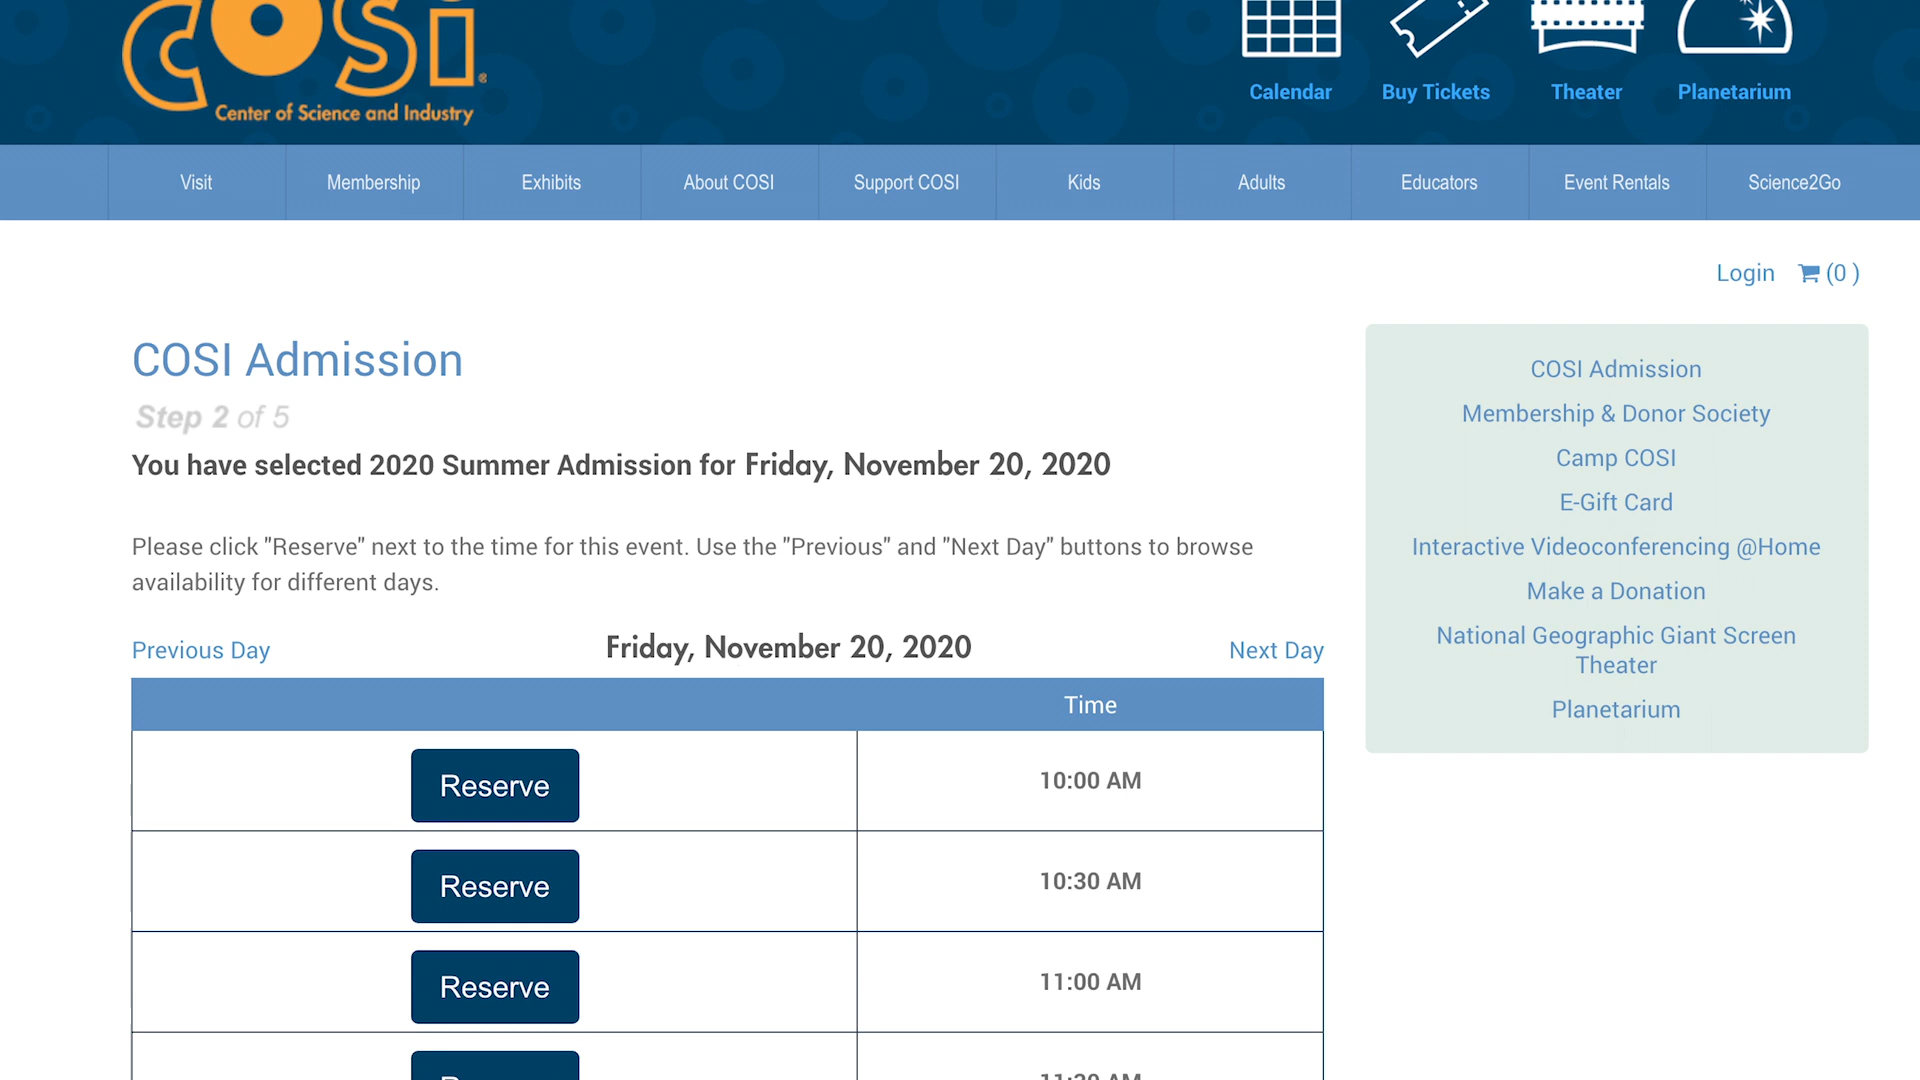 COSI
Center of Science and Industry
Calendar
Buy Tickets
Theater
Planetarium
Visit
Membership
Exhibits
About COSI
Support COSI
Kids
Adults
Educators
Event Rentals
Science2Go
Login
(0 )
COSI Admission
Step 2 of 5
You have selected 2020 Summer Admission for Friday, November 20, 2020
Please click "Reserve" next to the time for this event. Use the "Previous" and "Next Day" buttons to browse
availability for different days.
Previous Day
Friday, November 20, 2020
Next Day
Time
Reserve
10:00 AM
Reserve
10:30 AM
Reserve
11:00 AM
COSI Admission
Membership & Donor Society
Camp COSI
E-Gift Card
Interactive Videoconferencing @Home
Make a Donation
National Geographic Giant Screen
Theater
Planetarium